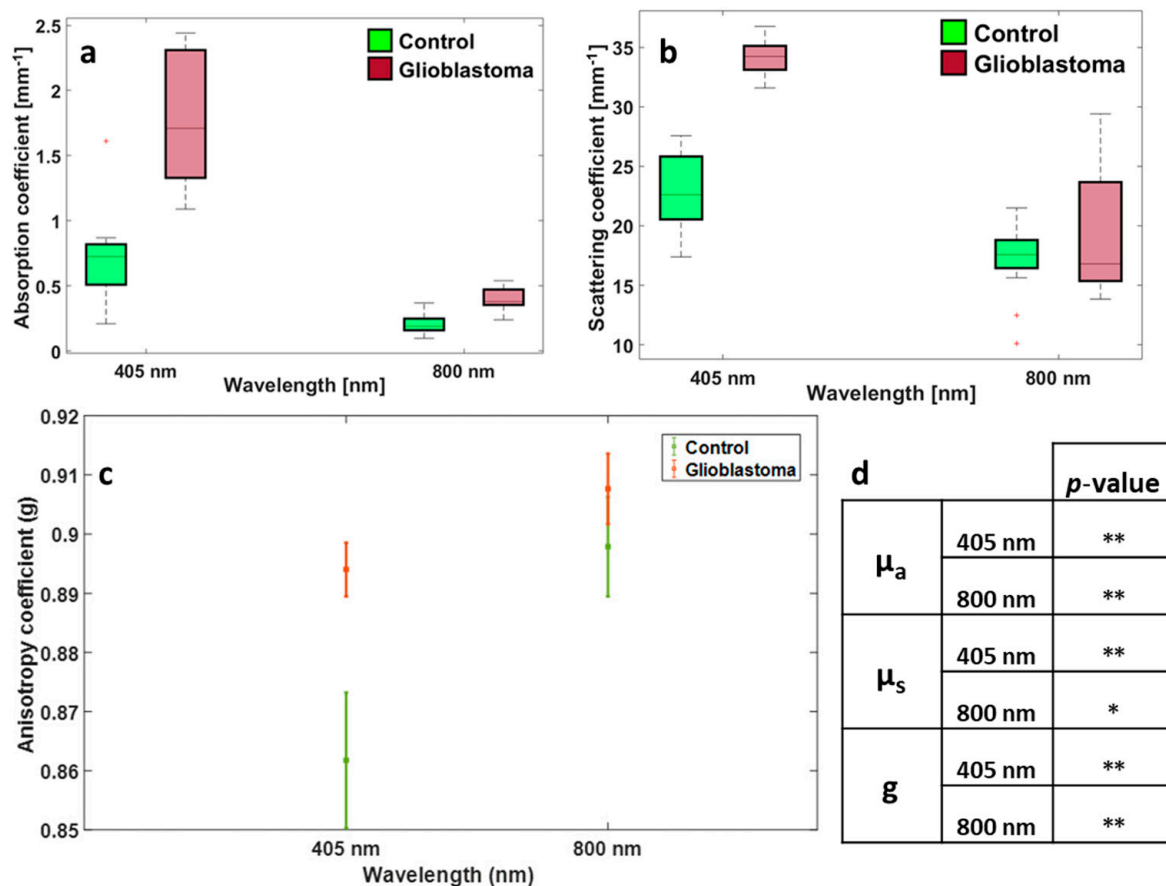 a
Control
Glioblastoma
Absorption coefficient [mm⁻¹]
2.5
2
1.5
1
0.5
0
405 nm
800 nm
Wavelength [nm]
b
Control
Glioblastoma
Scattering coefficient [mm⁻¹]
35
30
25
20
15
10
405 nm
800 nm
Wavelength [nm]
c
Control
Glioblastoma
Anisotropy coefficient (g)
0.92
0.91
0.9
0.89
0.88
0.87
0.86
0.85
405 nm
800 nm
Wavelength (nm)
d
p-value
μa 405 nm **
800 nm **
μs 405 nm **
800 nm *
g 405 nm **
800 nm **